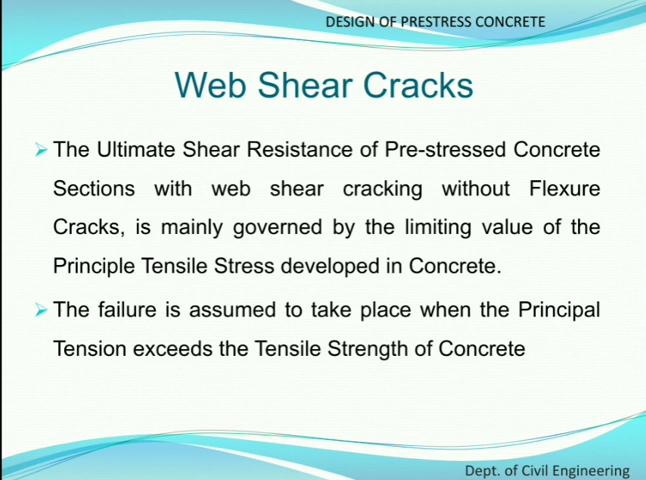 DESIGN OF PRESTRESS CONCRETE
Web Shear Cracks
The Ultimate Shear Resistance of Pre-stressed Concrete
Sections with web shear cracking without Flexure
Cracks, is mainly governed by the limiting value of the
Principle Tensile Stress developed in Concrete.
The failure is assumed to take place when the Principal
Tension exceeds the Tensile Strength of Concrete
Dept. of Civil Engineering